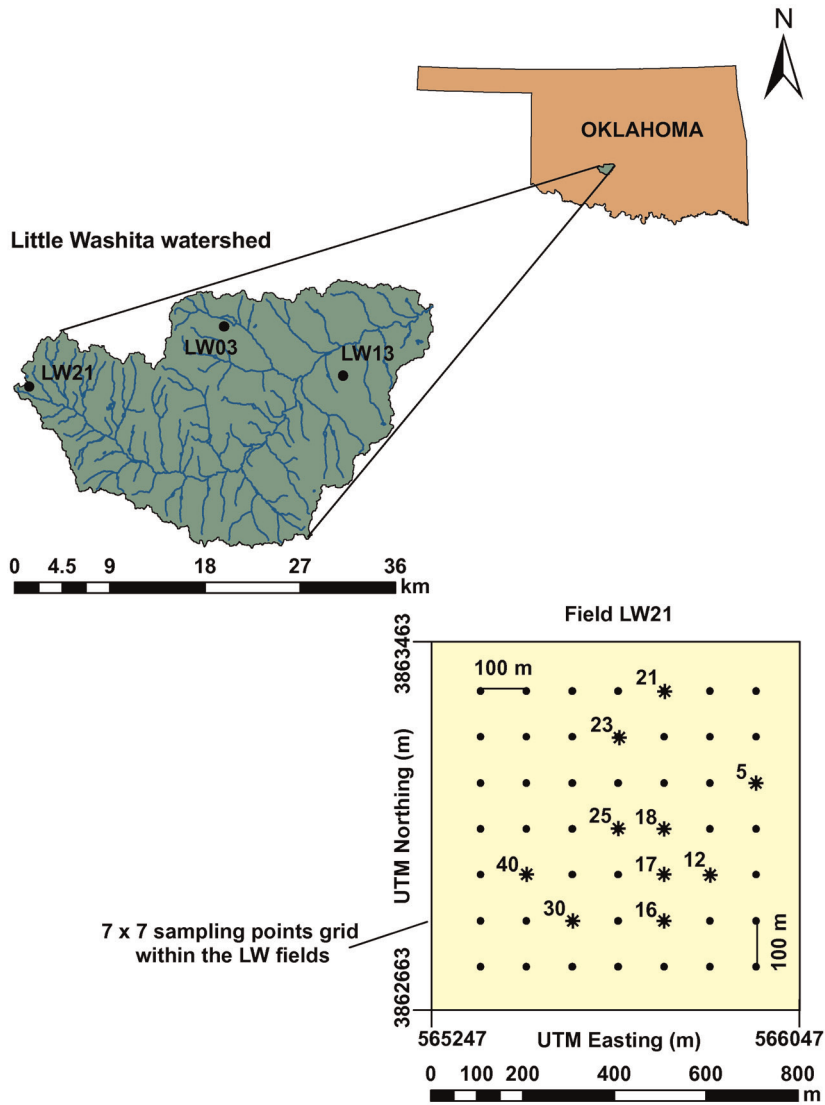 OKLAHOMA
Little Washita watershed
LW03
LW13
LW21
0 4.5 9 18 27 36
km
Field LW21
3863463
100 m
21
23
5
25 18
40 17 12
30 16
100 m
UTM Northing (m)
7 x 7 sampling points grid
within the LW fields
3862663
565247 UTM Easting (m) 566047
0 100 200 400 600 800
m